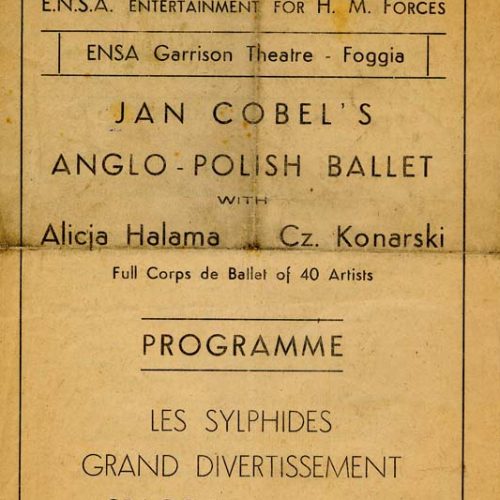 E.N.S.A. ENTERTAINMENT FOR H. M. FORCES
ENSA Garrison Theatre - Foggia
JAN COBEL'S
ANGLO-POLISH BALLET
WITH
Alicja Halama Cz. Konarski
Full Corps de Ballet of 40 Artists
PROGRAMME
LES SYLPHIDES
GRAND DIVERTISSEMENT